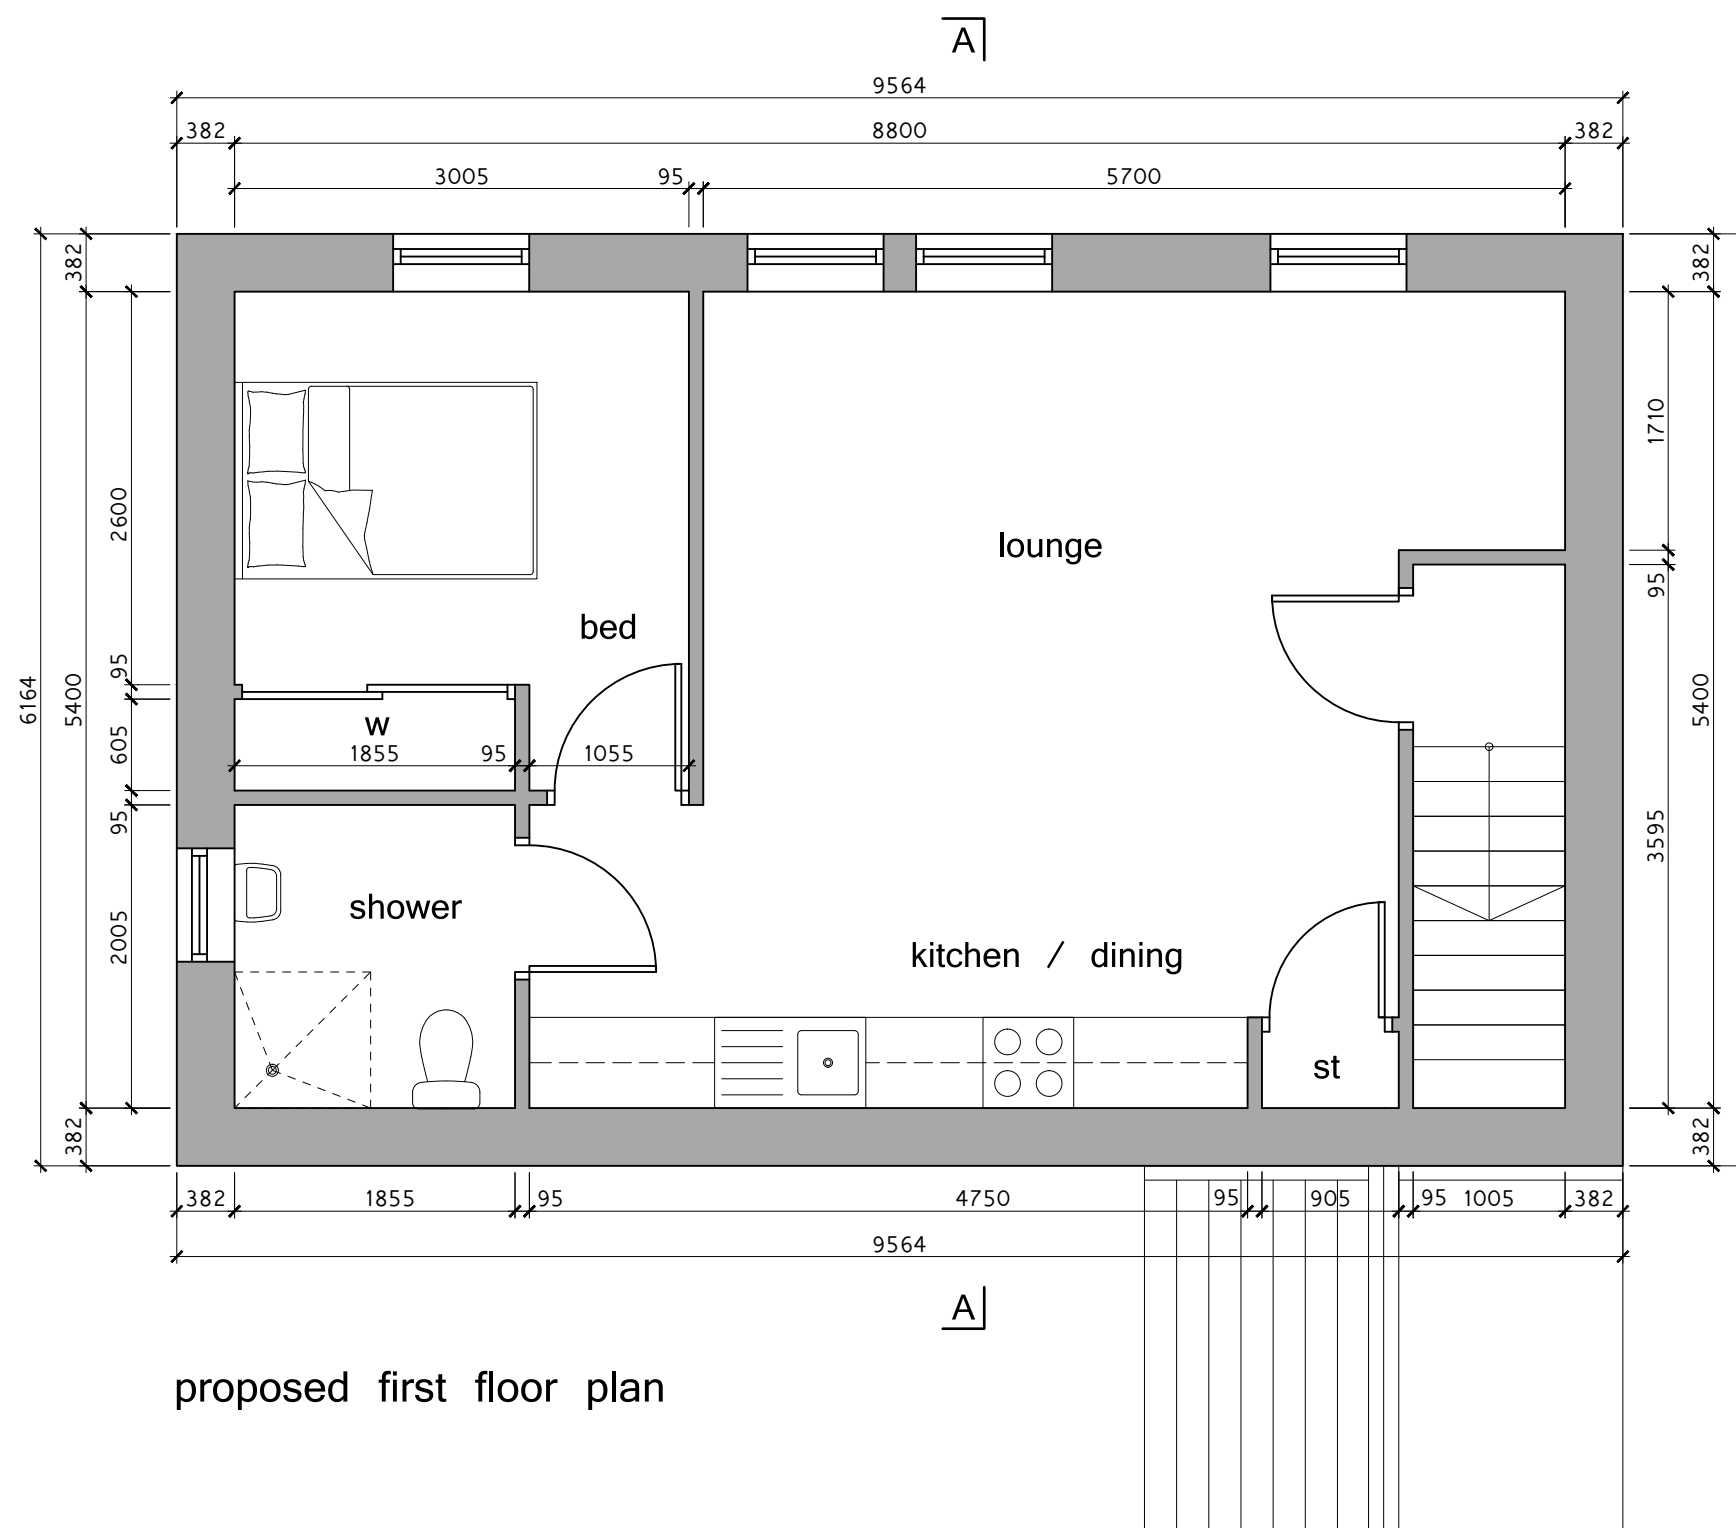 A
9564
382 8800 382
3005 95 5700
382
382
1710
2600
lounge
95
bed
95
6164
5400
5400
w
605
1855 95 1055
95
3595
shower
2005
kitchen / dining
st
382
382
382 1855 95 4750 95 905 95 1005 382
9564
A
proposed first floor plan